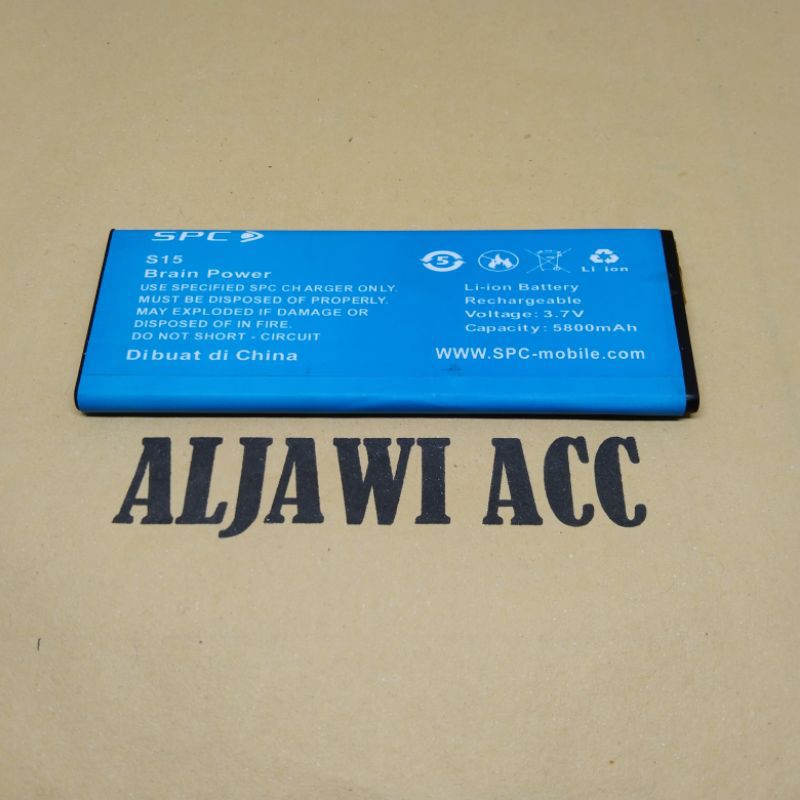 SPC
S15
Brain Power
USE SPECIFIED SPC CHARGER ONLY.
MUST BE DISPOSED OF PROPERLY.
MAY EXPLODED IF DAMAGE OR
DISPOSED OF IN FIRE.
DO NOT SHORT - CIRCUIT
Dibuat di China
5
Li-ion
Li-ion Battery
Rechargeable
Voltage: 3.7V
Capacity: 5800mAh
WWW.SPC-mobile.com
ALJAWI ACC